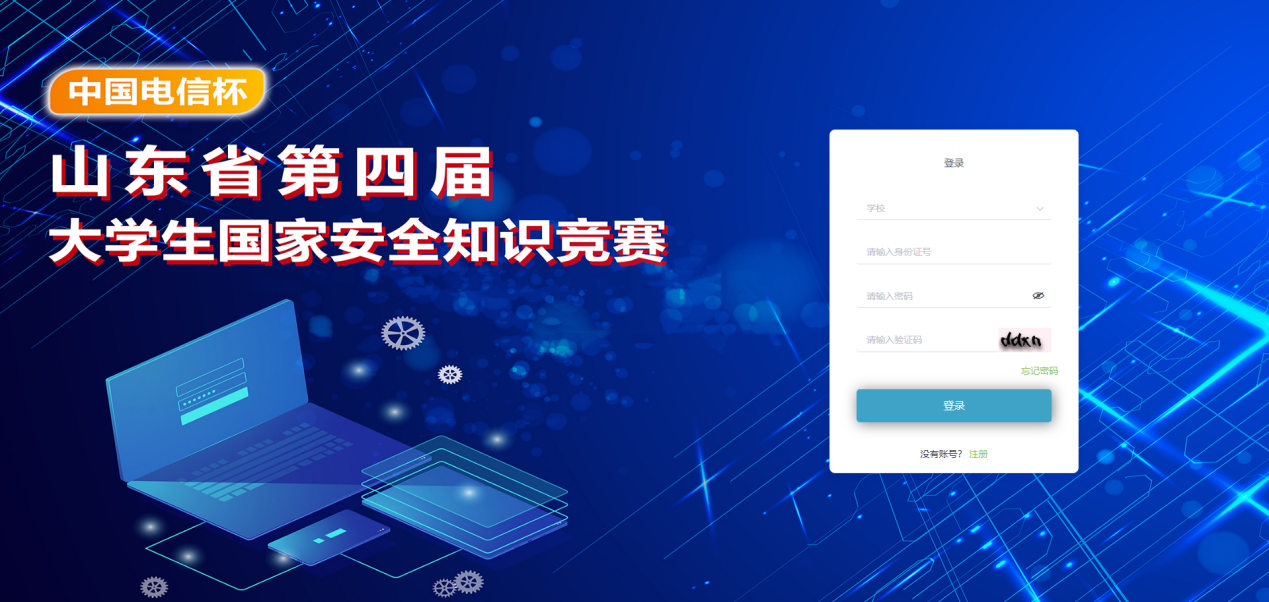 中国电信杯
山东省第四届
大学生国家安全知识竞赛
登录
学校
请输入身份证号
请输入密码
请输入验证码
ddxn
忘记密码
登录
没有账号? 注册